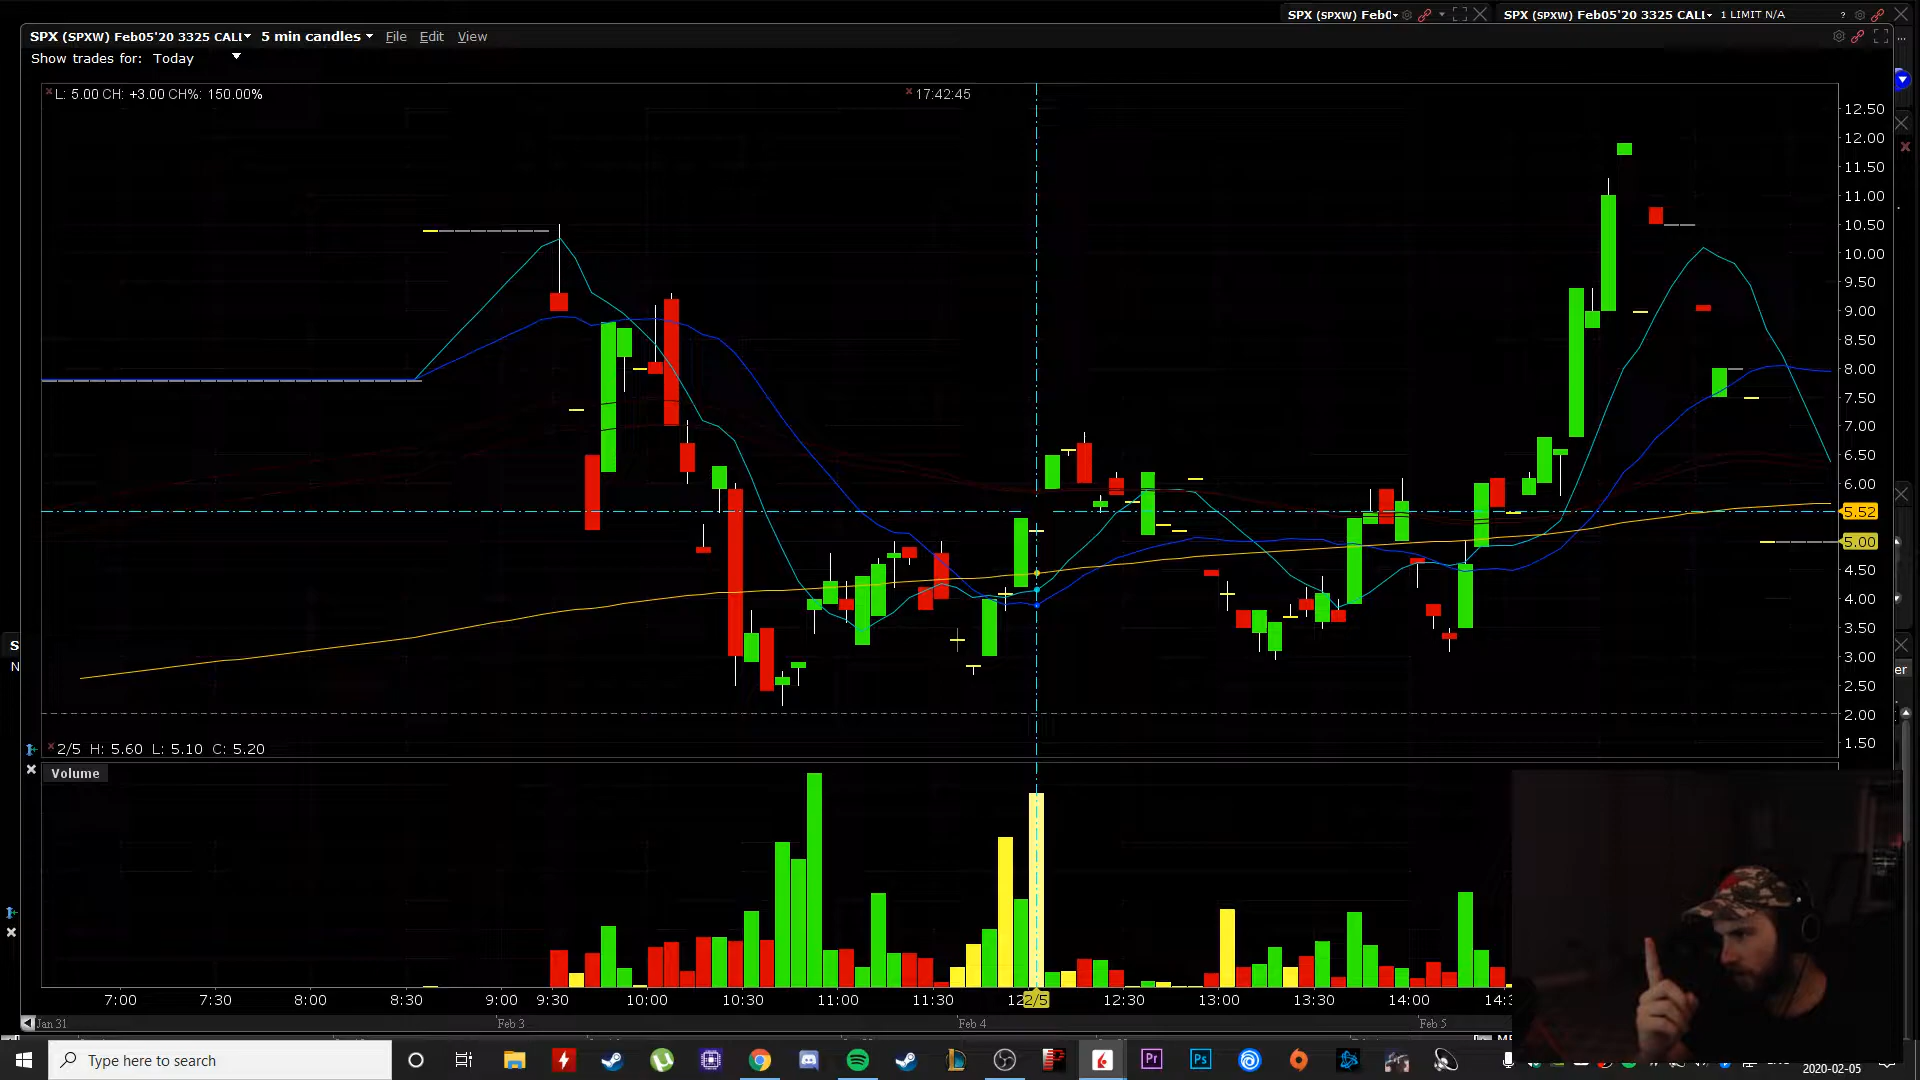 SPX (SPXW) Feb0
SPX (SPXW) Feb05'20 3325 CALL
1 LIMIT N/A
SPX (SPXW) Feb05'20 3325 CALL
5 min candles
File
Edit
View
Show trades for:
Today
L: 5.00 CH: +3.00 CH%: 150.00%
17:42:45
12.50
12.00
11.50
11.00
10.50
10.00
9.50
9.00
8.50
8.00
7.50
7.00
6.50
6.00
5.52
5.00
4.50
4.00
3.50
3.00
2.50
2.00
1.50
S
N
er
2/5 H: 5.60 L: 5.10 C: 5.20
Volume
7:00
7:30
8:00
8:30
9:00
9:30
10:00
10:30
11:00
11:30
12
2/5
12:30
13:00
13:30
14:00
14:3
Jan 31
Feb 3
Feb 4
Feb 5
Type here to search
Pr
Ps
2020-02-05